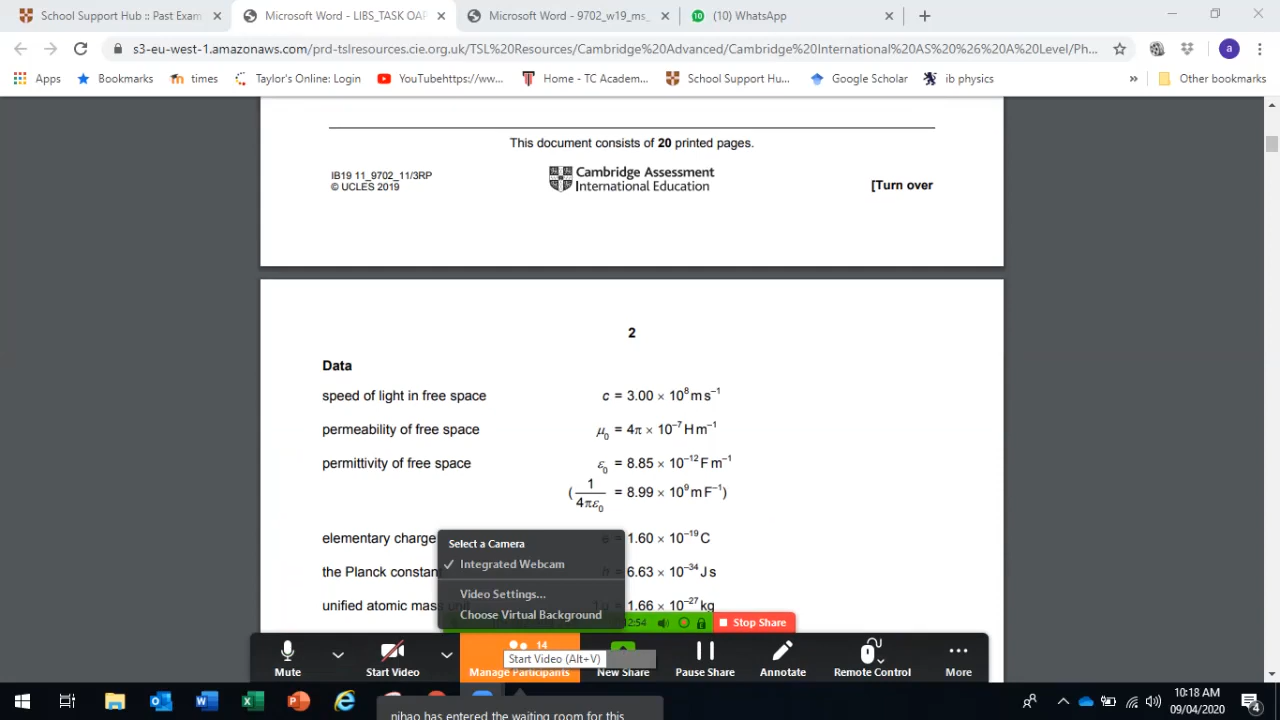 School Support Hub :: Past Exam
Microsoft Word - LIBS_TASK OAP
Microsoft Word - 9702_w19_ms_
(10) WhatsApp
s3-eu-west-1.amazonaws.com/prd-tslresources.cie.org.uk/TSL%20Resources/Cambridge%20Advanced/Cambridge%20International%20AS%20%26%20A%20Level/Ph...
Apps
Bookmarks
times
Taylor's Online: Login
YouTubehttps://ww...
Home - TC Academ...
School Support Hu...
Google Scholar
ib physics
»
Other bookmarks
This document consists of 20 printed pages.
IB19 11_9702_11/3RP
© UCLES 2019
Cambridge Assessment
International Education
[Turn over
2
Data
speed of light in free space c = 3.00 × 10⁸ m s⁻¹
permeability of free space μ₀ = 4π × 10⁻⁷ H m⁻¹
permittivity of free space ε₀ = 8.85 × 10⁻¹² F m⁻¹
(1/4πε₀ = 8.99 × 10⁹ m F⁻¹)
elementary charge e = 1.60 × 10⁻¹⁹ C
the Planck constant h = 6.63 × 10⁻³⁴ J s
unified atomic mass unit 1u = 1.66 × 10⁻²⁷ kg
Select a Camera
Integrated Webcam
Video Settings...
Choose Virtual Background
12:54
Stop Share
Mute
Start Video
14
Manage Participants
Start Video (Alt+V)
New Share
Pause Share
Annotate
Remote Control
More
nihao has entered the waiting room for this
10:18 AM
09/04/2020
4